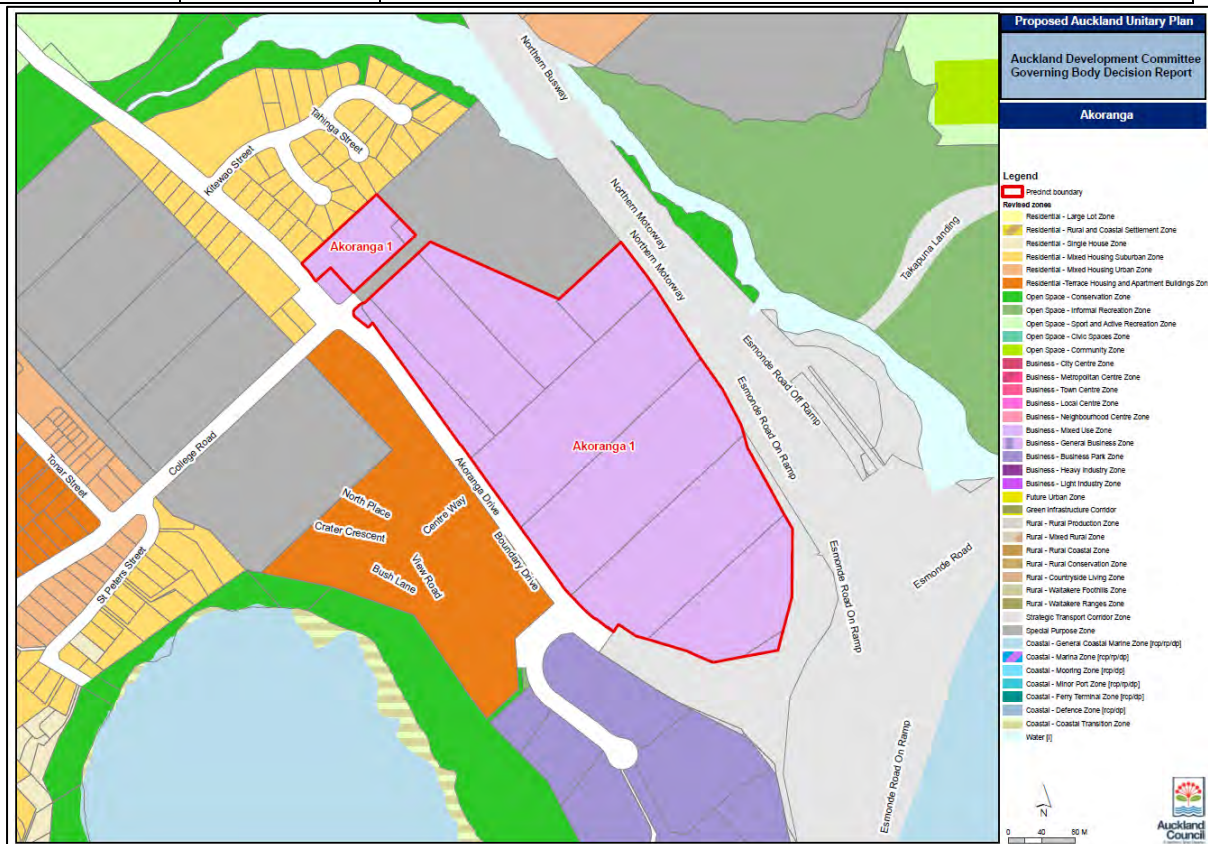 Proposed Auckland Unitary Plan
Auckland Development Committee
Governing Body Decision Report
Akoranga
Northern Busway
Tahinga Street
Kitewao Street
Akoranga 1
Northern Motorway
Northern Motorway
Takapuna Landing
Esmonde Road Off Ramp
Esmonde Road On Ramp
Akoranga 1
College Road
Tonar Street
Akoranga Drive
North Place
Centre Way
Crater Crescent
View Road
Bush Lane
Boundary Drive
St Peters Street
Esmonde Road On Ramp
Esmonde Road
Esmonde Road On Ramp
Legend
Precinct boundary
Revised zones
Residential - Large Lot Zone
Residential - Rural and Coastal Settlement Zone
Residential - Single House Zone
Residential - Mixed Housing Suburban Zone
Residential - Mixed Housing Urban Zone
Residential -Terrace Housing and Apartment Buildings Zon
Open Space - Conservation Zone
Open Space - Informal Recreation Zone
Open Space - Sport and Active Recreation Zone
Open Space - Civic Spaces Zone
Open Space - Community Zone
Business - City Centre Zone
Business - Metropolitan Centre Zone
Business - Town Centre Zone
Business - Local Centre Zone
Business - Neighbourhood Centre Zone
Business - Mixed Use Zone
Business - General Business Zone
Business - Business Park Zone
Business - Heavy Industry Zone
Business - Light Industry Zone
Future Urban Zone
Green Infrastructure Corridor
Rural - Rural Production Zone
Rural - Mixed Rural Zone
Rural - Rural Coastal Zone
Rural - Rural Conservation Zone
Rural - Countryside Living Zone
Rural - Waitakere Foothills Zone
Rural - Waitakere Ranges Zone
Strategic Transport Corridor Zone
Special Purpose Zone
Coastal - General Coastal Marine Zone [rcp/rp/dp]
Coastal - Marina Zone [rcp/rp/dp]
Coastal - Mooring Zone [rcp/dp]
Coastal - Minor Port Zone [rcp/rp/dp]
Coastal - Ferry Terminal Zone [rcp/dp]
Coastal - Defence Zone [rcp/dp]
Coastal - Coastal Transition Zone
Water [i]
N
0 40 80 M
Auckland
Council